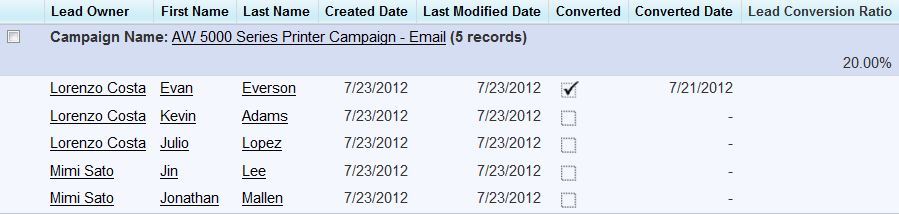 Lead Owner First Name Last Name Created Date Last Modified Date Converted Converted Date Lead Conversion Ratio
Campaign Name: AW 5000 Series Printer Campaign - Email (5 records)
20.00%
Lorenzo Costa Evan Everson 7/23/2012 7/23/2012 7/21/2012
Lorenzo Costa Kevin Adams 7/23/2012 7/23/2012 -
Lorenzo Costa Julio Lopez 7/23/2012 7/23/2012 -
Mimi Sato Jin Lee 7/23/2012 7/23/2012 -
Mimi Sato Jonathan Mallen 7/23/2012 7/23/2012 -